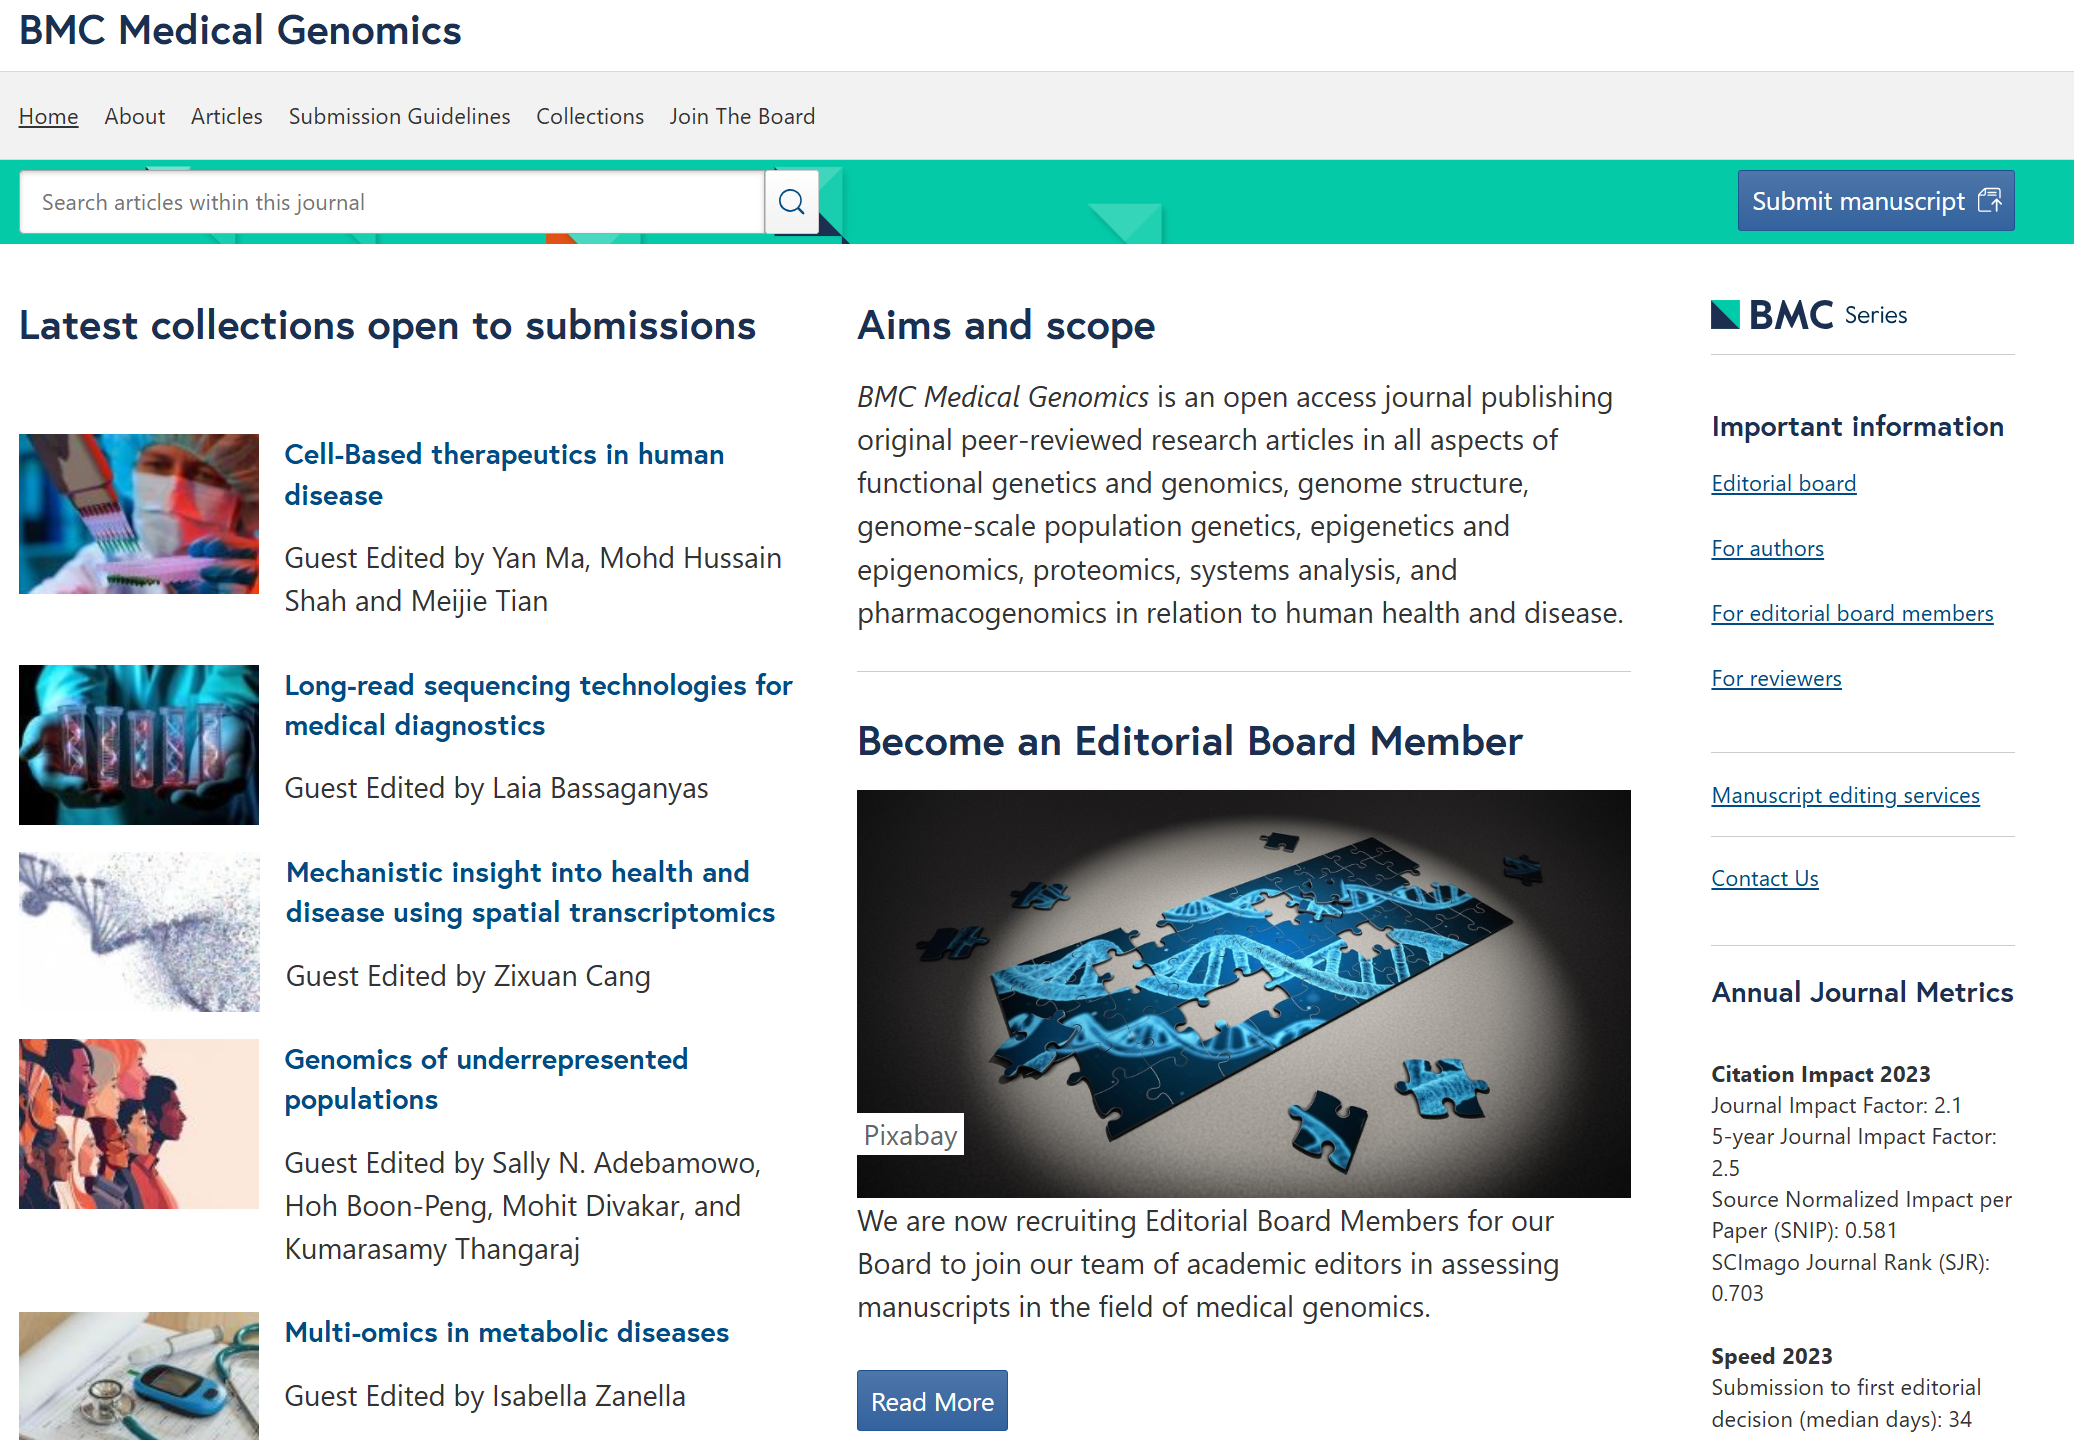 BMC Medical Genomics
Home About Articles Submission Guidelines Collections Join The Board
Search articles within this journal
Submit manuscript
Latest collections open to submissions
Cell-Based therapeutics in human
disease
Guest Edited by Yan Ma, Mohd Hussain
Shah and Meijie Tian
Long-read sequencing technologies for
medical diagnostics
Guest Edited by Laia Bassaganyas
Mechanistic insight into health and
disease using spatial transcriptomics
Guest Edited by Zixuan Cang
Genomics of underrepresented
populations
Guest Edited by Sally N. Adebamowo,
Hoh Boon-Peng, Mohit Divakar, and
Kumarasamy Thangaraj
Multi-omics in metabolic diseases
Guest Edited by Isabella Zanella
Aims and scope
BMC Medical Genomics is an open access journal publishing
original peer-reviewed research articles in all aspects of
functional genetics and genomics, genome structure,
genome-scale population genetics, epigenetics and
epigenomics, proteomics, systems analysis, and
pharmacogenomics in relation to human health and disease.
Become an Editorial Board Member
Pixabay
We are now recruiting Editorial Board Members for our
Board to join our team of academic editors in assessing
manuscripts in the field of medical genomics.
Read More
BMC Series
Important information
Editorial board
For authors
For editorial board members
For reviewers
Manuscript editing services
Contact Us
Annual Journal Metrics
Citation Impact 2023
Journal Impact Factor: 2.1
5-year Journal Impact Factor:
2.5
Source Normalized Impact per
Paper (SNIP): 0.581
SCImago Journal Rank (SJR):
0.703
Speed 2023
Submission to first editorial
decision (median days): 34